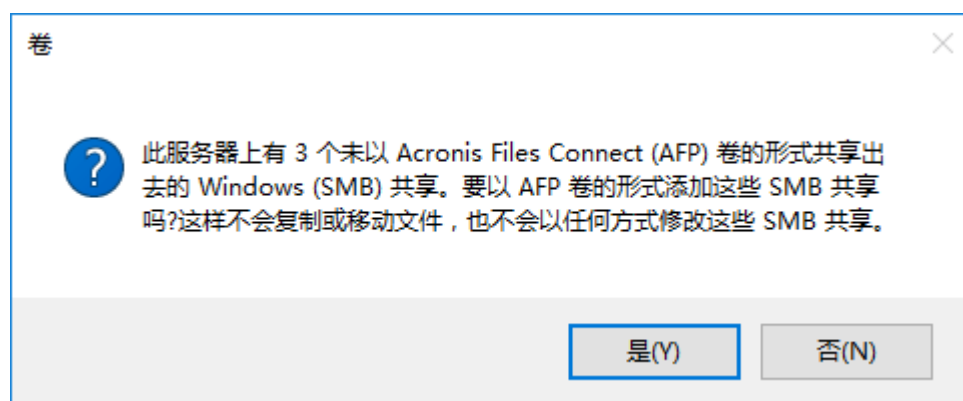 卷
此服务器上有 3 个未以 Acronis Files Connect (AFP) 卷的形式共享出
去的 Windows (SMB) 共享。要以 AFP 卷的形式添加这些 SMB 共享
吗?这样不会复制或移动文件，也不会以任何方式修改这些 SMB 共享。
是(Y)
否(N)